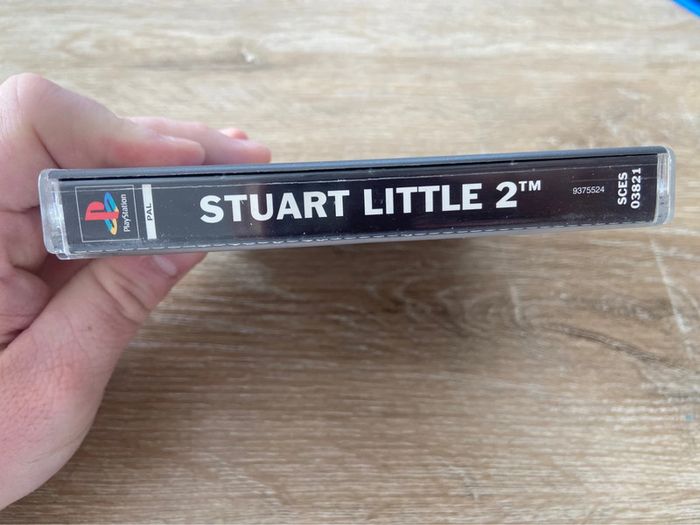 PlayStation
PAL
STUART LITTLE 2™
9375524
SCES
03821